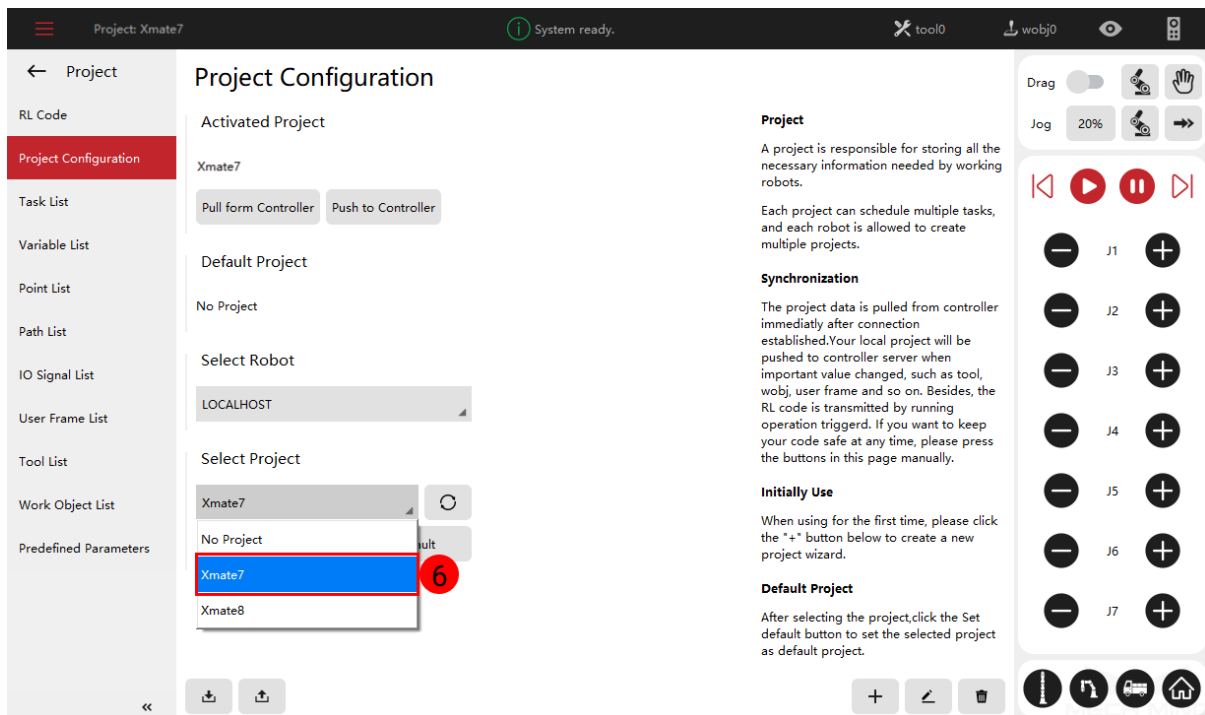 Project: Xmate7
System ready.
tool0
wobj0
Project
RL Code
Project Configuration
Task List
Variable List
Point List
Path List
IO Signal List
User Frame List
Tool List
Work Object List
Predefined Parameters
«
Project Configuration
Activated Project
Xmate7
Pull form Controller
Push to Controller
Default Project
No Project
Select Robot
LOCALHOST
Select Project
Xmate7
No Project
Xmate7
Xmate8
6
Project
A project is responsible for storing all the
necessary information needed by working
robots.
Each project can schedule multiple tasks,
and each robot is allowed to create
multiple projects.
Synchronization
The project data is pulled from controller
immediatly after connection
established.Your local project will be
pushed to controller server when
important value changed, such as tool,
wobj, user frame and so on. Besides, the
RL code is transmitted by running
operation triggerd. If you want to keep
your code safe at any time, please press
the buttons in this page manually.
Initially Use
When using for the first time, please click
the "+" button below to create a new
project wizard.
Default Project
After selecting the project,click the Set
default button to set the selected project
as default project.
Drag
Jog
20%
J1
J2
J3
J4
J5
J6
J7